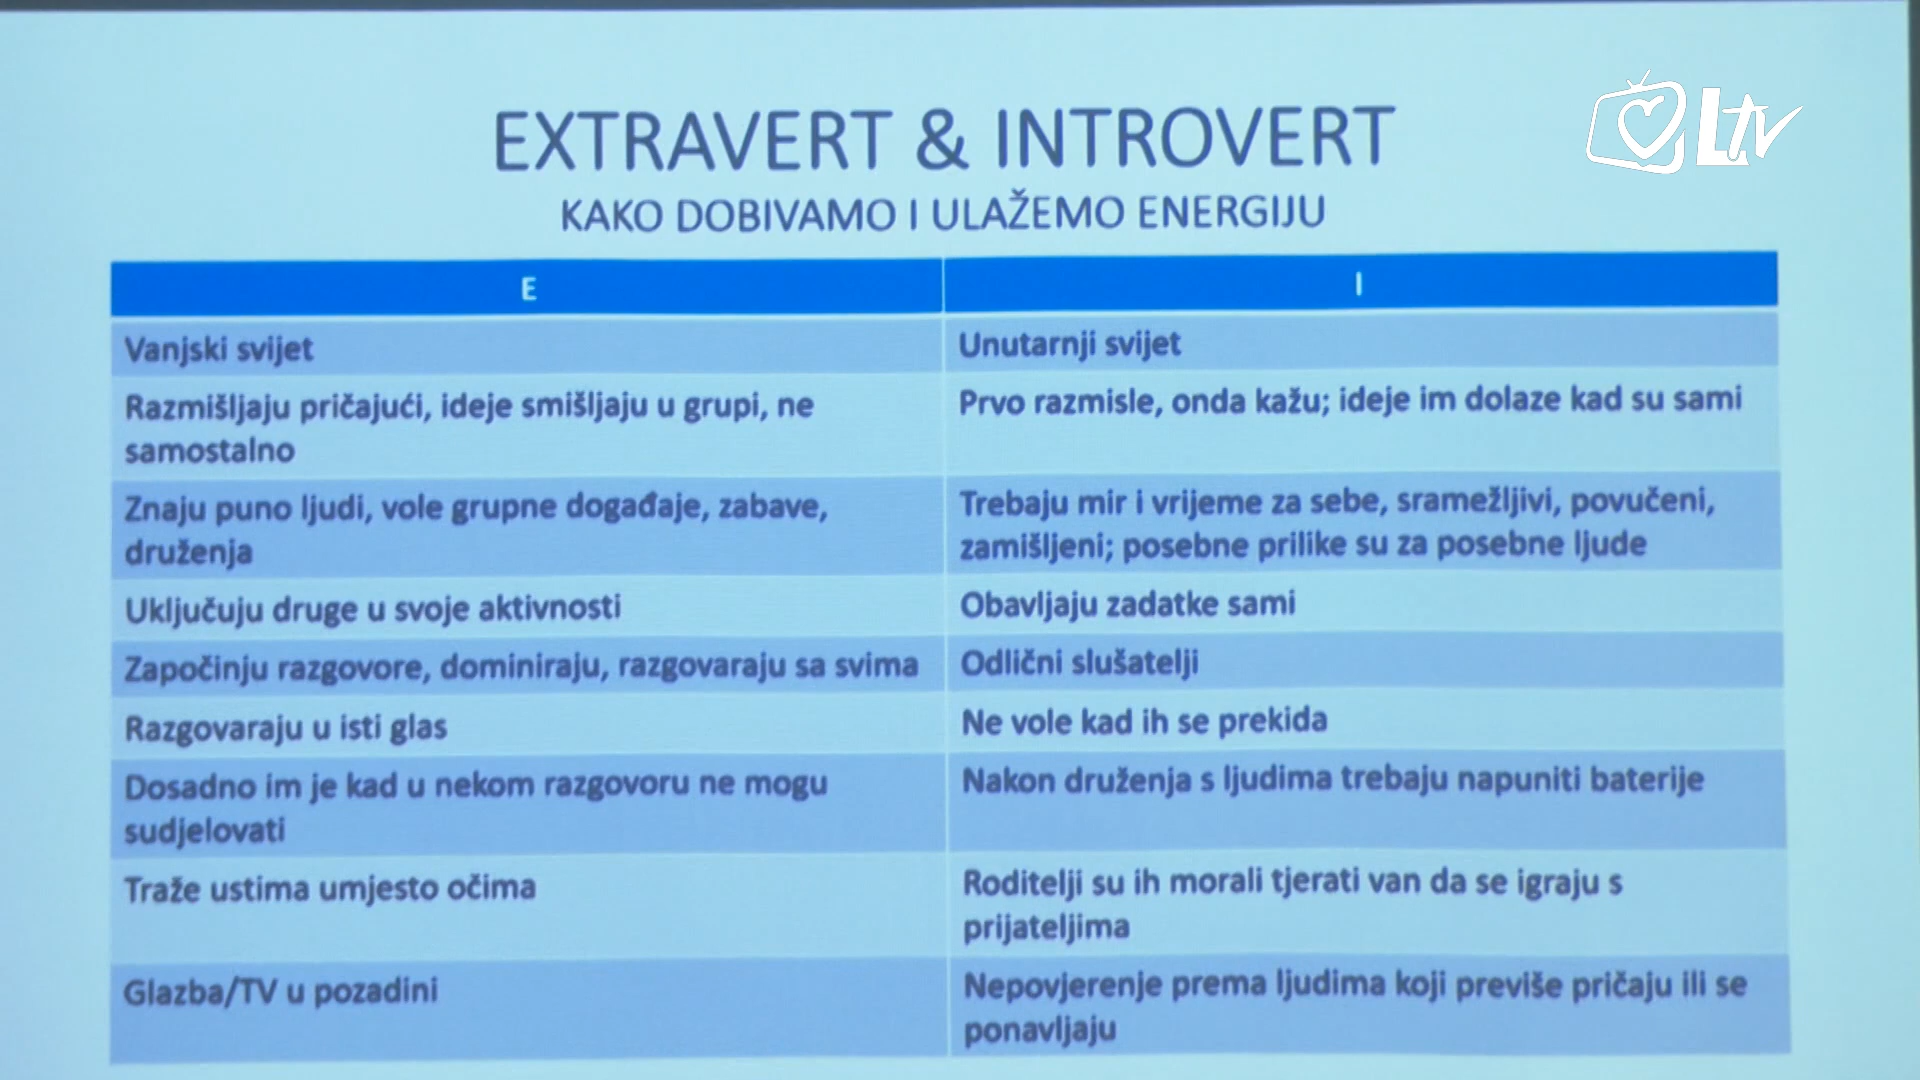 EXTRAVERT & INTROVERT
KAKO DOBIVAMO I ULAŽEMO ENERGIJU
LTV
E
I
Vanjski svijet
Unutarnji svijet
Razmišljaju pričajući, ideje smišljaju u grupi, ne
samostalno
Prvo razmisle, onda kažu; ideje im dolaze kad su sami
Znaju puno ljudi, vole grupne događaje, zabave,
druženja
Trebaju mir i vrijeme za sebe, sramežljivi, povučeni,
zamišljeni; posebne prilike su za posebne ljude
Uključuju druge u svoje aktivnosti
Obavljaju zadatke sami
Započinju razgovore, dominiraju, razgovaraju sa svima
Odlični slušatelji
Razgovaraju u isti glas
Ne vole kad ih se prekida
Dosadno im je kad u nekom razgovoru ne mogu
sudjelovati
Nakon druženja s ljudima trebaju napuniti baterije
Traže ustima umjesto očima
Roditelji su ih morali tjerati van da se igraju s
prijateljima
Glazba/TV u pozadini
Nepovjerenje prema ljudima koji previše pričaju ili se
ponavljaju